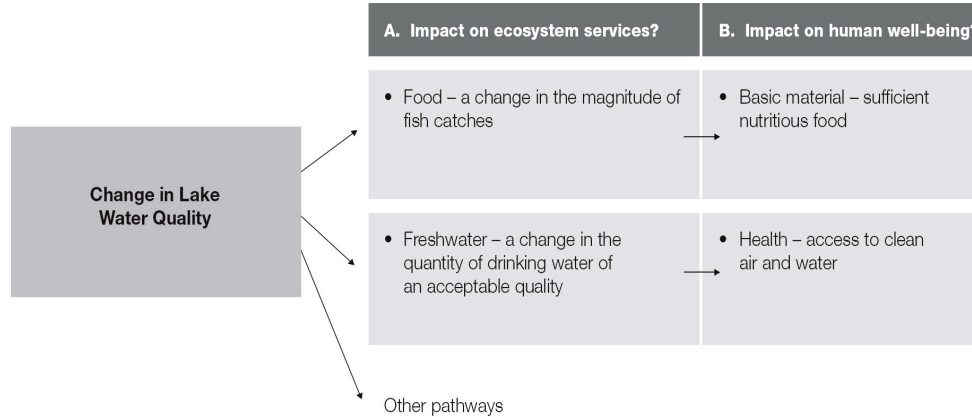 A. Impact on ecosystem services?
B. Impact on human well-being?
Change in Lake
Water Quality
• Food – a change in the magnitude of
fish catches
• Basic material – sufficient
nutritious food
• Freshwater – a change in the
quantity of drinking water of
an acceptable quality
• Health – access to clean
air and water
Other pathways